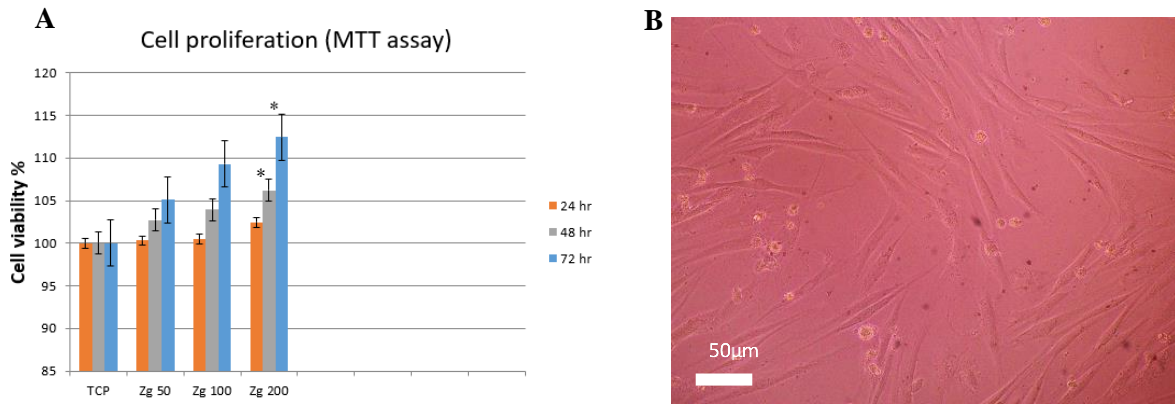 A
Cell proliferation (MTT assay)
Cell viability %
120
115
110
105
100
95
90
85
*
*
TCP
Zg 50
Zg 100
Zg 200
24 hr
48 hr
72 hr
B
50µm